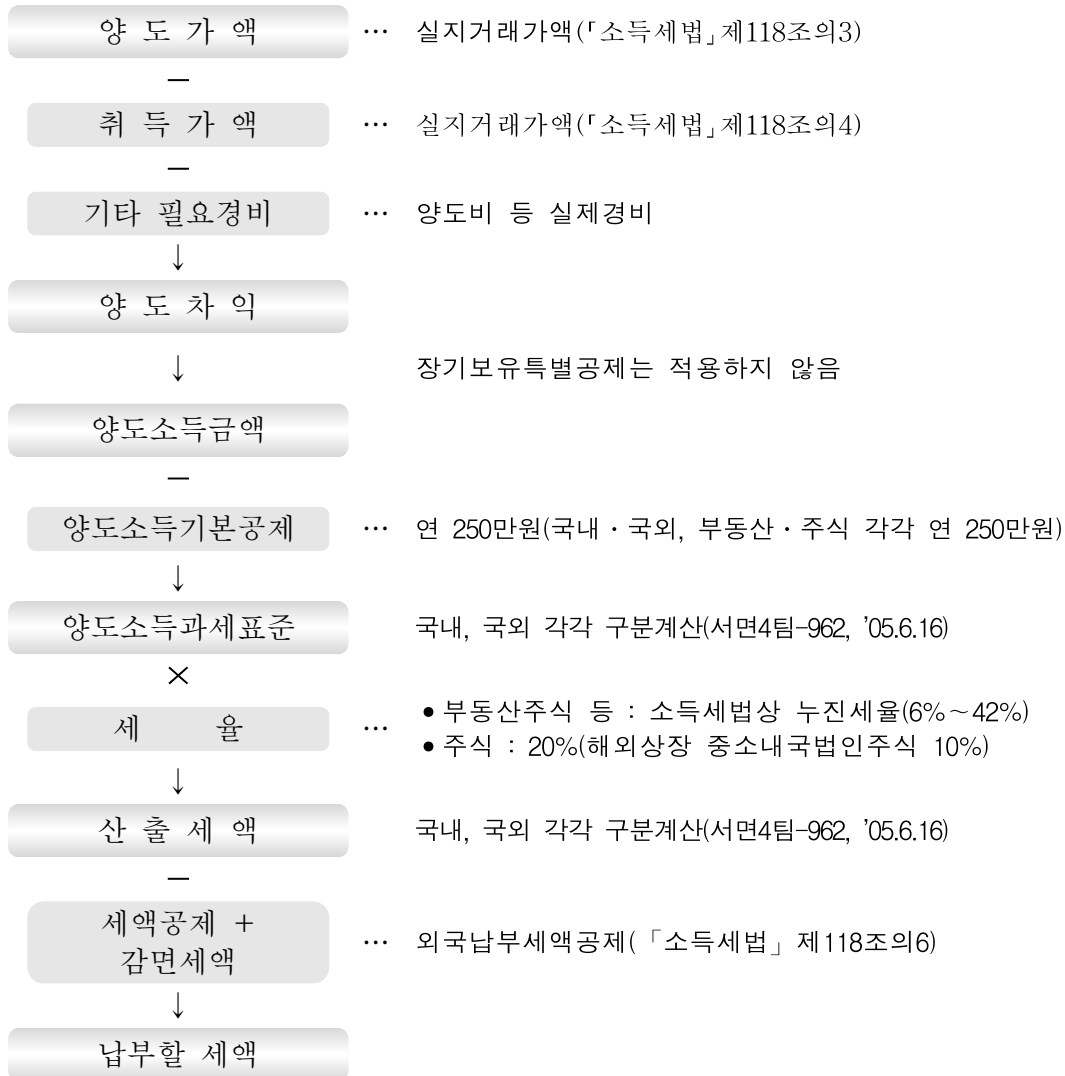 양 도 가 액 … 실지거래가액(「소득세법」제118조의3)
－
취 득 가 액 … 실지거래가액(「소득세법」제118조의4)
－
기타 필요경비 … 양도비 등 실제경비
↓
양 도 차 익
↓ 장기보유특별공제는 적용하지 않음
양도소득금액
－
양도소득기본공제 … 연 250만원(국내・국외, 부동산・주식 각각 연 250만원)
↓
양도소득과세표준 국내, 국외 각각 구분계산(서면4팀-962, ’05.6.16)
×
세 율 … • 부동산주식 등 : 소득세법상 누진세율(6%～42%)
• 주식 : 20%(해외상장 중소내국법인주식 10%)
↓
산 출 세 액 국내, 국외 각각 구분계산(서면4팀-962, ’05.6.16)
－
세액공제 +
감면세액 … 외국납부세액공제(「소득세법」제118조의6)
↓
납부할 세액